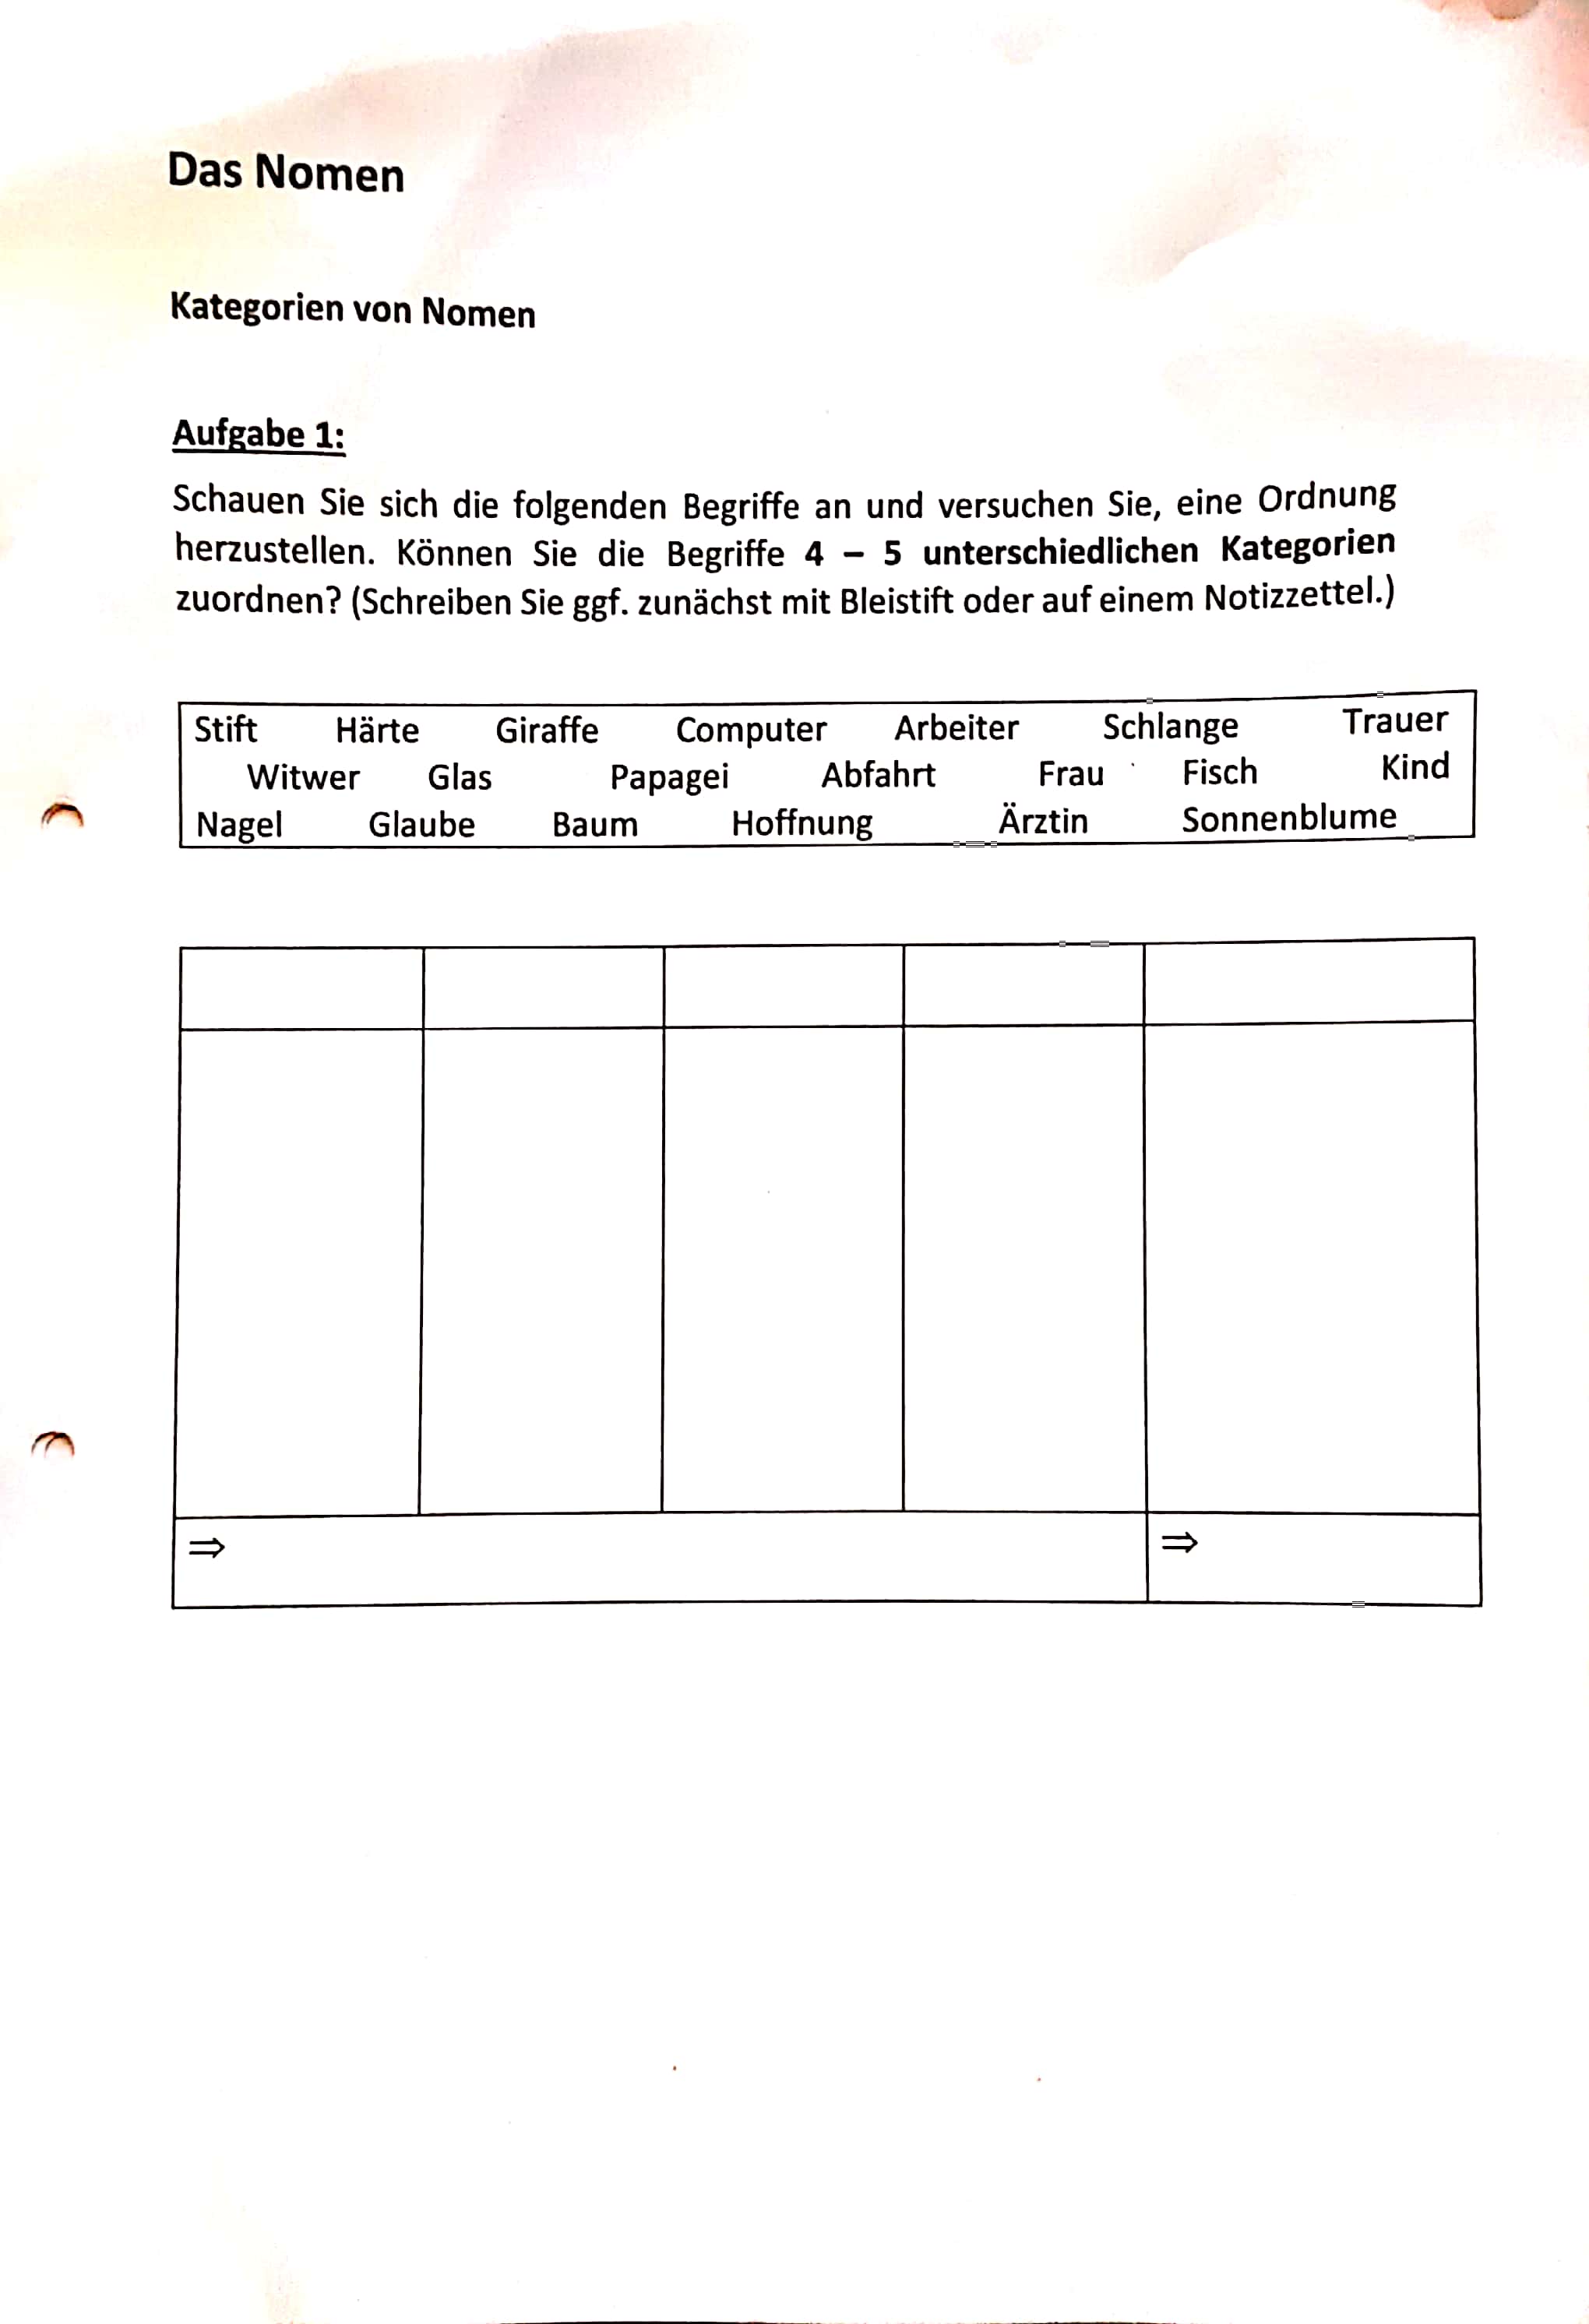 Das Nomen
Kategorien von Nomen
Aufgabe 1:
Schauen Sie sich die folgenden Begriffe an und versuchen Sie, eine Ordnung
herzustellen. Können Sie die Begriffe 4 – 5 unterschiedlichen Kategorien
zuordnen? (Schreiben Sie ggf. zunächst mit Bleistift oder auf einem Notizzettel.)
Stift Härte Giraffe Computer Arbeiter Schlange Trauer
Witwer Glas Papagei Abfahrt Frau Fisch Kind
Nagel Glaube Baum Hoffnung Ärztin Sonnenblume
⇒ ⇒